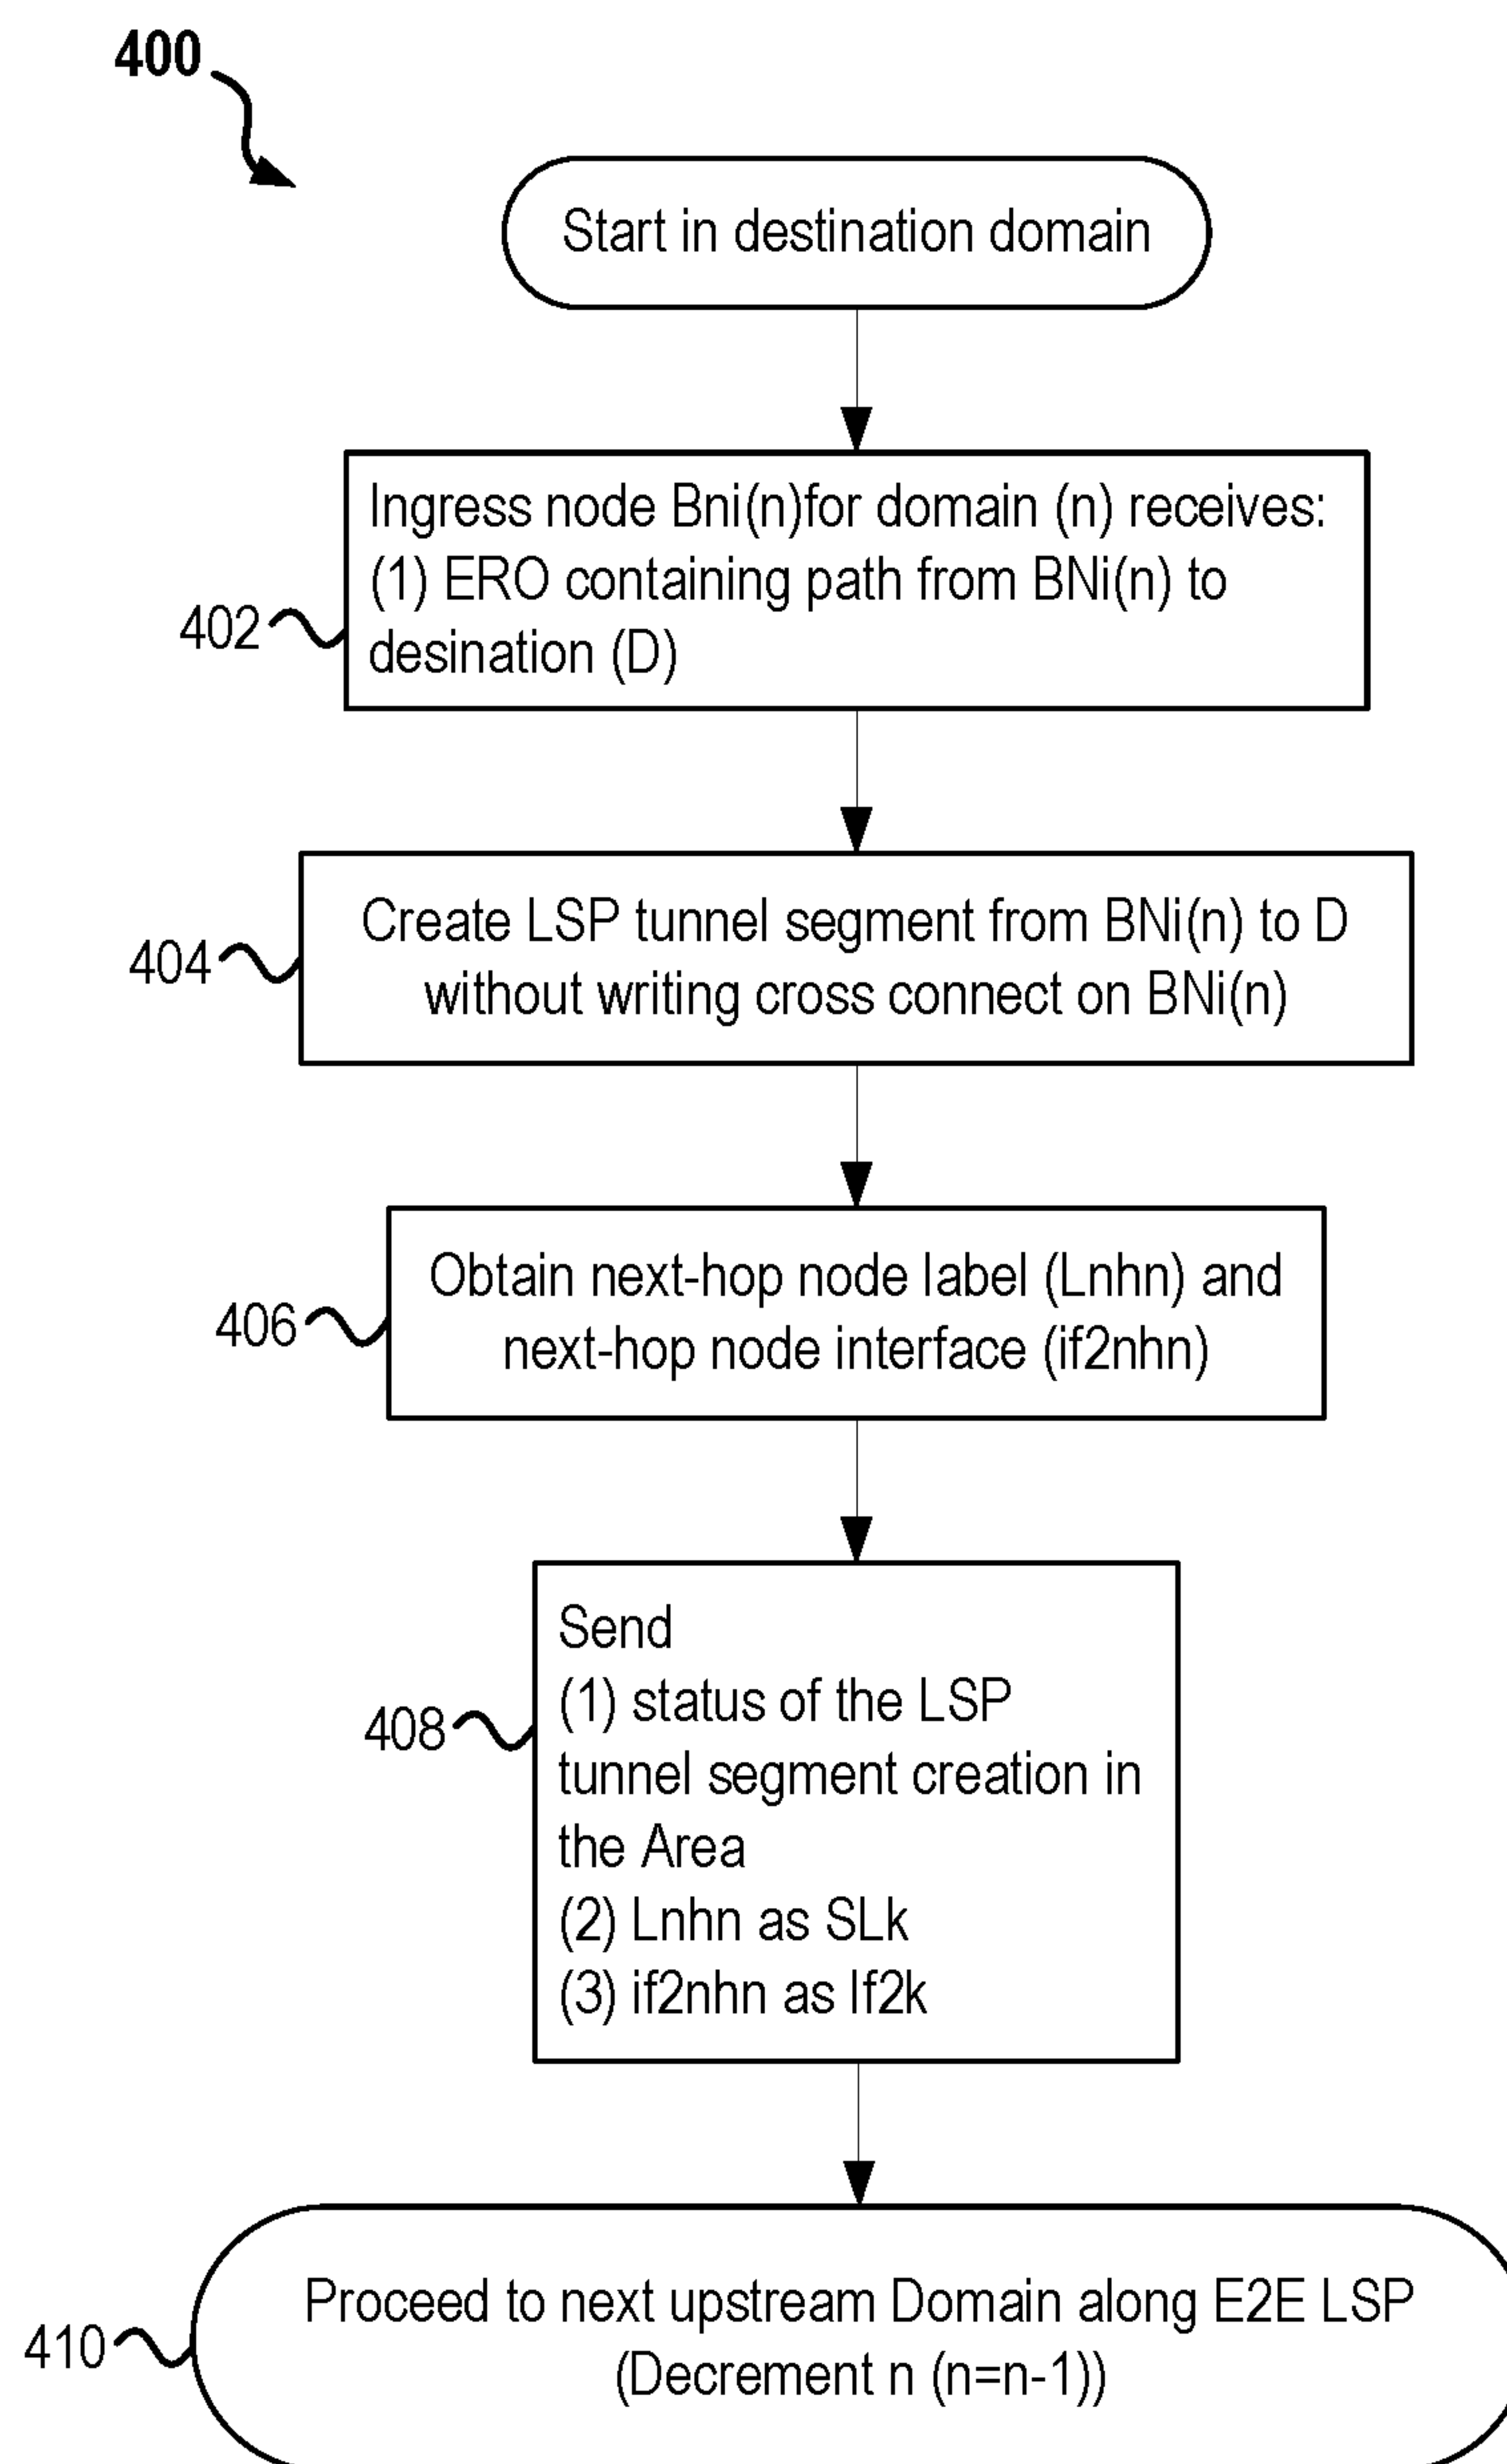 400
Start in destination domain
Ingress node Bni(n)for domain (n) receives:
(1) ERO containing path from BNi(n) to
desination (D)
402
Create LSP tunnel segment from BNi(n) to D
without writing cross connect on BNi(n)
404
Obtain next-hop node label (Lnhn) and
next-hop node interface (if2nhn)
406
Send
(1) status of the LSP
tunnel segment creation in
the Area
(2) Lnhn as SLk
(3) if2nhn as If2k
408
Proceed to next upstream Domain along E2E LSP
(Decrement n (n=n-1))
410